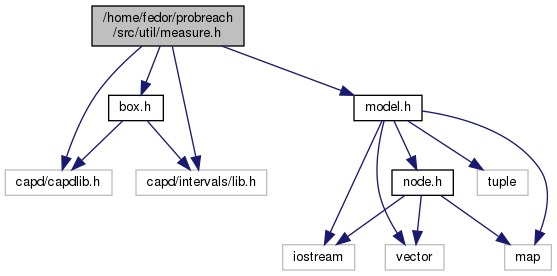 /home/fedor/probreach
/src/util/measure.h
box.h
model.h
capd/capdlib.h
capd/intervals/lib.h
node.h
tuple
iostream
vector
map